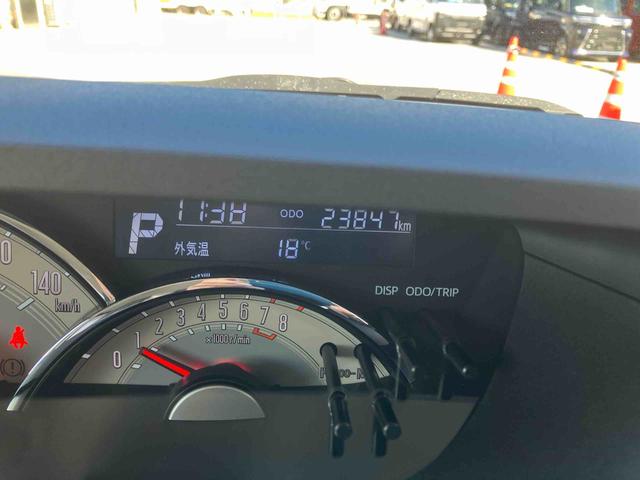 11:38 ODO 23847 km
P
外気温 18 ℃
DISP ODO/TRIP
140
km/h
0 1 2 3 4 5 6 7 8
×1000r/min